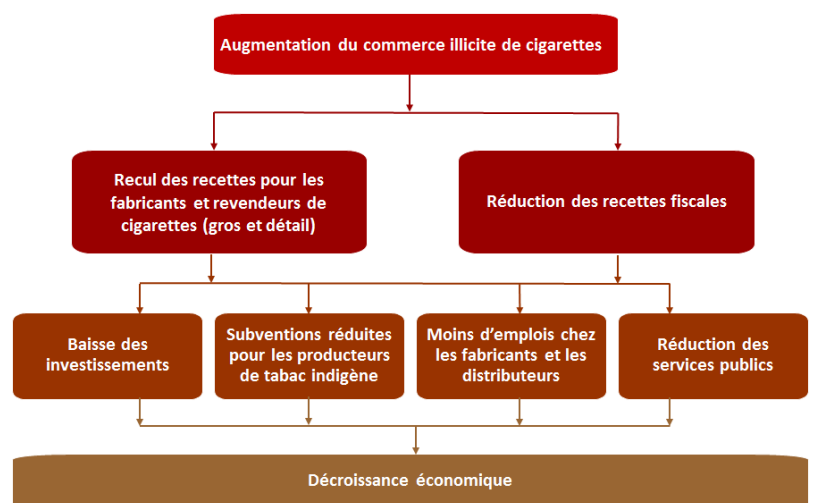 Augmentation du commerce illicite de cigarettes
Recul des recettes pour les
fabricants et revendeurs de
cigarettes (gros et détail)
Réduction des recettes fiscales
Baisse des
investissements
Subventions réduites
pour les producteurs
de tabac indigène
Moins d’emplois chez
les fabricants et les
distributeurs
Réduction des
services publics
Décroissance économique